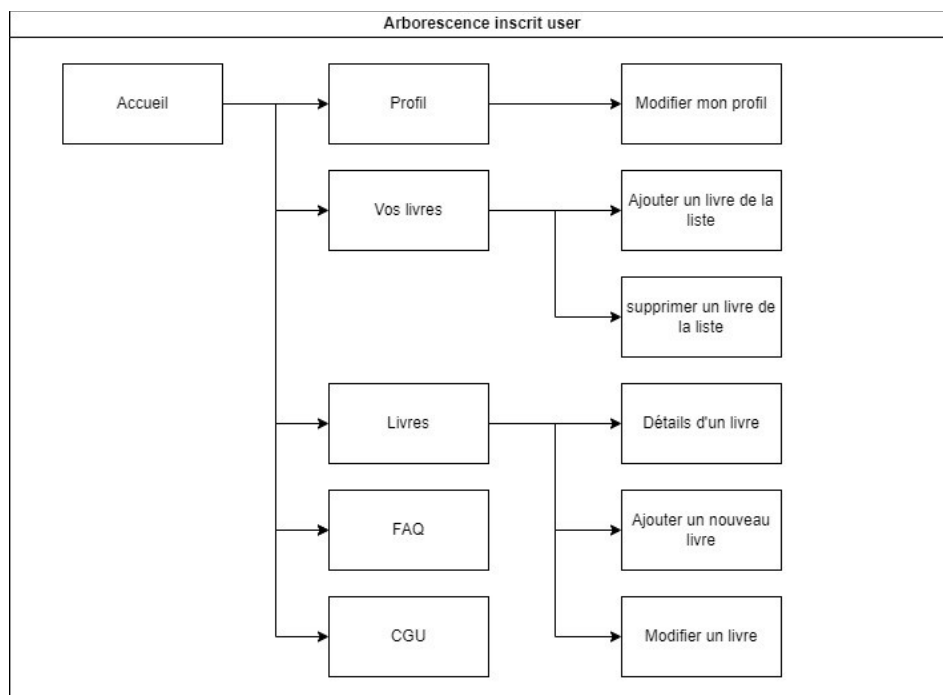 Arborescence inscrit user
Accueil
Profil
Modifier mon profil
Vos livres
Ajouter un livre de la
liste
supprimer un livre de
la liste
Livres
Détails d'un livre
FAQ
Ajouter un nouveau
livre
CGU
Modifier un livre